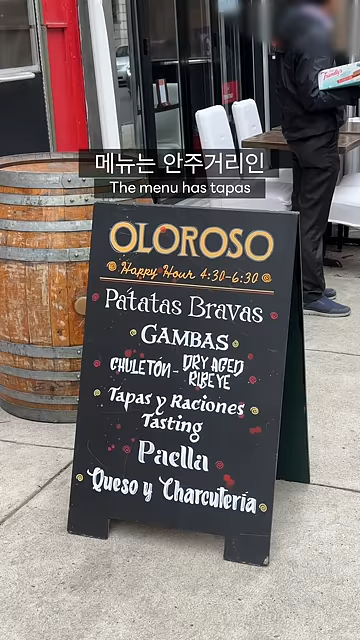 메뉴는 안주거리인
The menu has tapas
OLOROSO
Happy Hour 4:30-6:30
Patatas Bravas
GAMBAS
CHULETÓN - DRY AGED
RIBEYE
Tapas y Raciones
Tasting
Paella
Queso y Charcutería